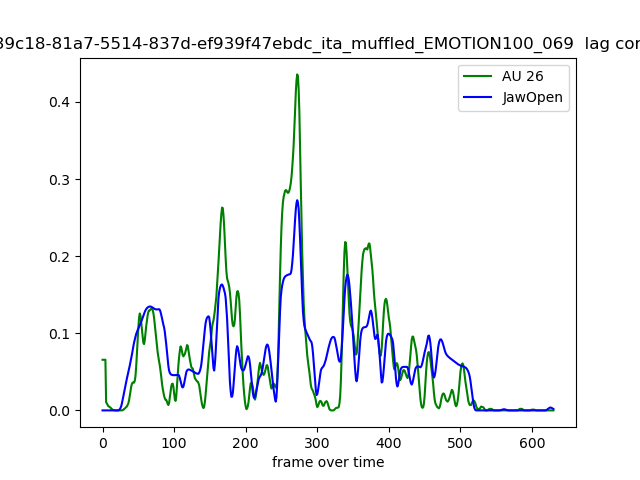 39c18-81a7-5514-837d-ef939f47ebdc_ita_muffled_EMOTION100_069 lag cor
AU 26
JawOpen
0.4
0.3
0.2
0.1
0.0
0 100 200 300 400 500 600
frame over time